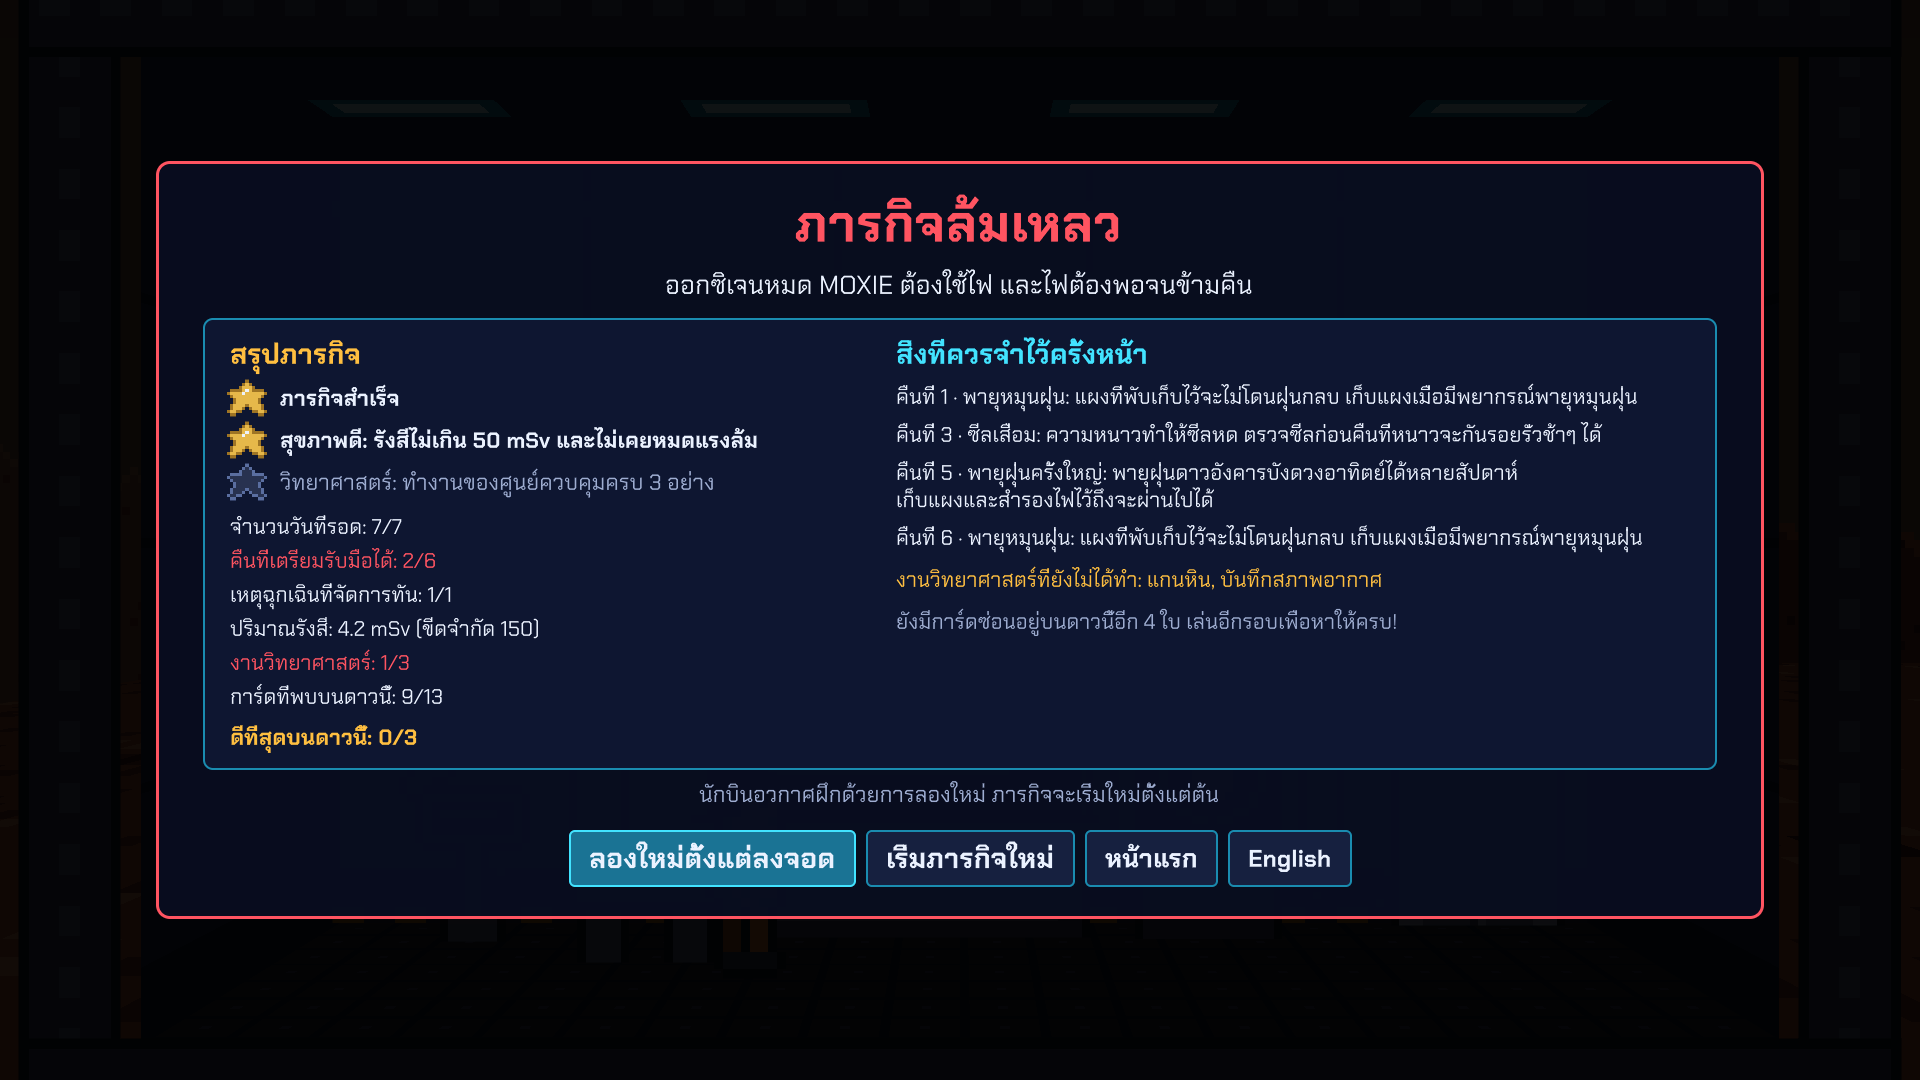 ภารกิจล้มเหลว
ออกซิเจนหมด MOXIE ต้องใช้ไฟ และไฟต้องพอจนข้ามคืน
สรุปภารกิจ
ภารกิจสำเร็จ
สุขภาพดี: รังสีไม่เกิน 50 mSv และไม่เคยหมดแรงล้ม
วิทยาศาสตร์: ทำงานของศูนย์ควบคุมครบ 3 อย่าง
จำนวนวันที่รอด: 7/7
คืนที่เตรียมรับมือได้: 2/6
เหตุฉุกเฉินที่จัดการทัน: 1/1
ปริมาณรังสี: 4.2 mSv (ขีดจำกัด 150)
งานวิทยาศาสตร์: 1/3
การ์ดที่พบบนดาวนี้: 9/13
ดีที่สุดบนดาวนี้: 0/3
สิ่งที่ควรจำไว้ครั้งหน้า
คืนที่ 1 · พายุหมุนฝุ่น: แผงที่พับเก็บไว้จะไม่โดนฝุ่นกลบ เก็บแผงเมื่อมีพยากรณ์พายุหมุนฝุ่น
คืนที่ 3 · ซีลเสื่อม: ความหนาวทำให้ซีลหด ตรวจซีลก่อนคืนที่หนาวจะกันรอยรั่วช้าๆ ได้
คืนที่ 5 · พายุฝุ่นครั้งใหญ่: พายุฝุ่นดาวอังคารบังดวงอาทิตย์ได้หลายสัปดาห์
เก็บแผงและสำรองไฟไว้ถึงจะผ่านไปได้
คืนที่ 6 · พายุหมุนฝุ่น: แผงที่พับเก็บไว้จะไม่โดนฝุ่นกลบ เก็บแผงเมื่อมีพยากรณ์พายุหมุนฝุ่น
งานวิทยาศาสตร์ที่ยังไม่ได้ทำ: แกนหิน, บันทึกสภาพอากาศ
ยังมีการ์ดซ่อนอยู่บนดาวนี้อีก 4 ใบ เล่นอีกรอบเพื่อหาให้ครบ!
นักบินอวกาศฝึกด้วยการลองใหม่ ภารกิจจะเริ่มใหม่ตั้งแต่ต้น
ลองใหม่ตั้งแต่ลงจอด
เริ่มภารกิจใหม่
หน้าแรก
English